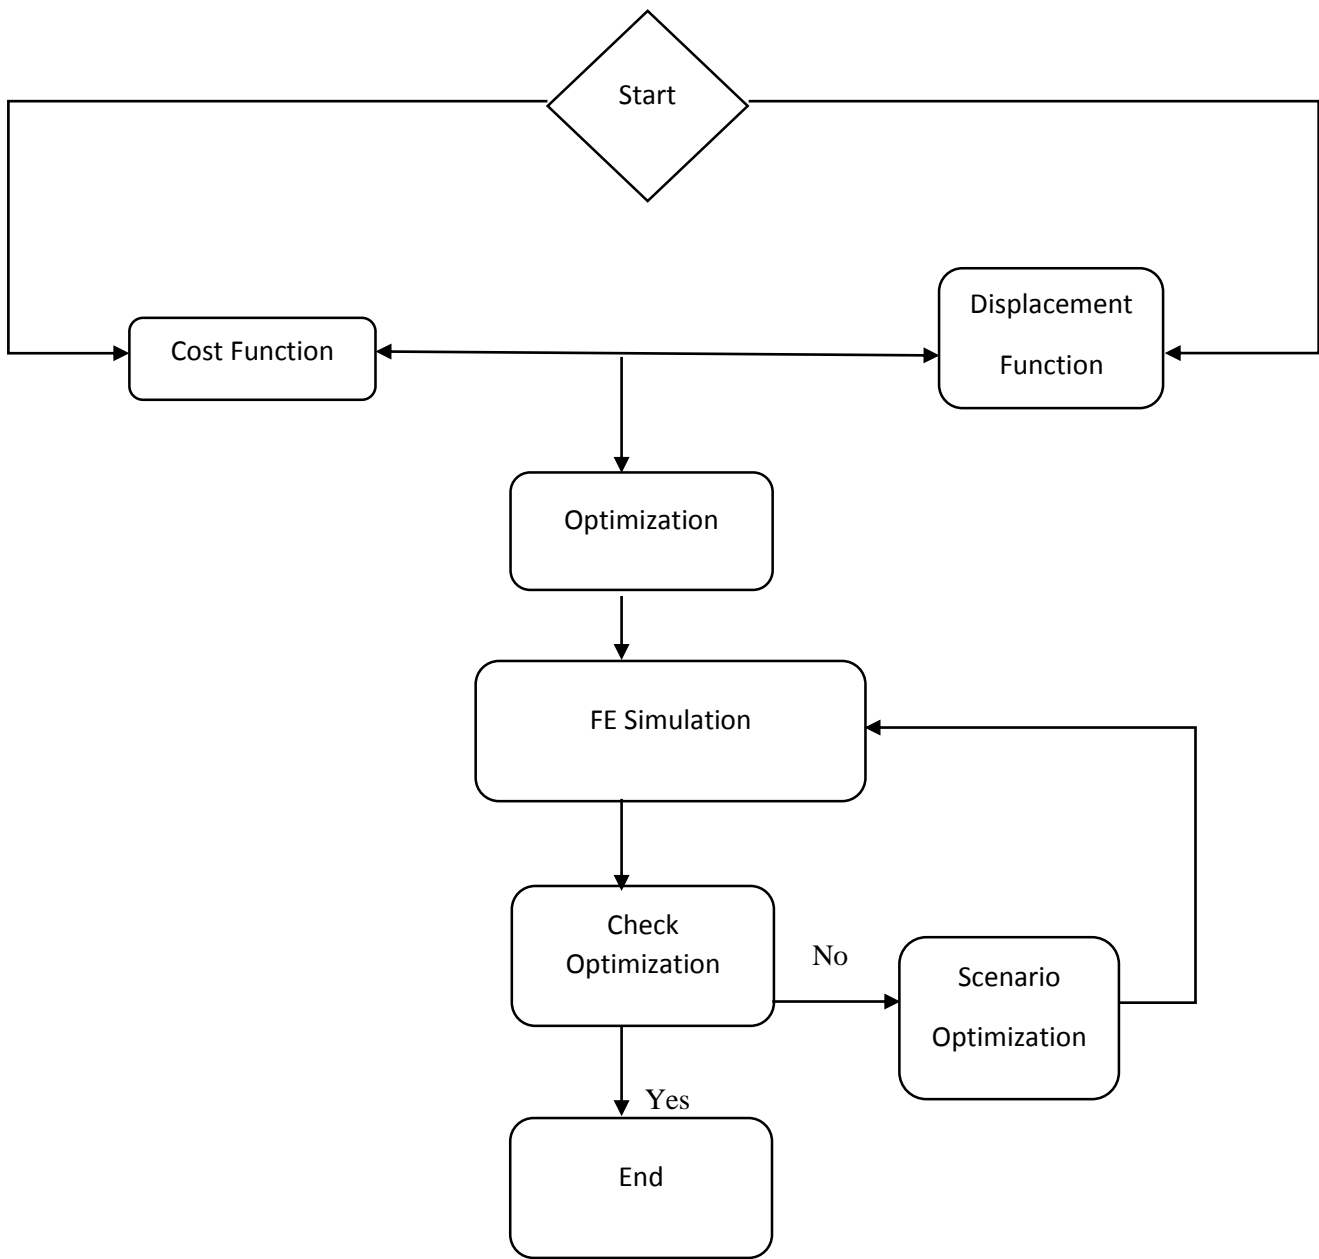 Start
Cost Function
Displacement
Function
Optimization
FE Simulation
Check
Optimization
No
Scenario
Optimization
Yes
End